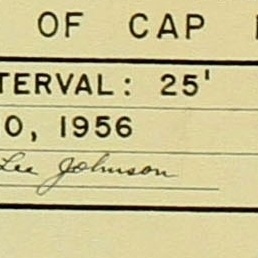 OF CAP
TERVAL: 25'
0, 1956
Lee Johnson